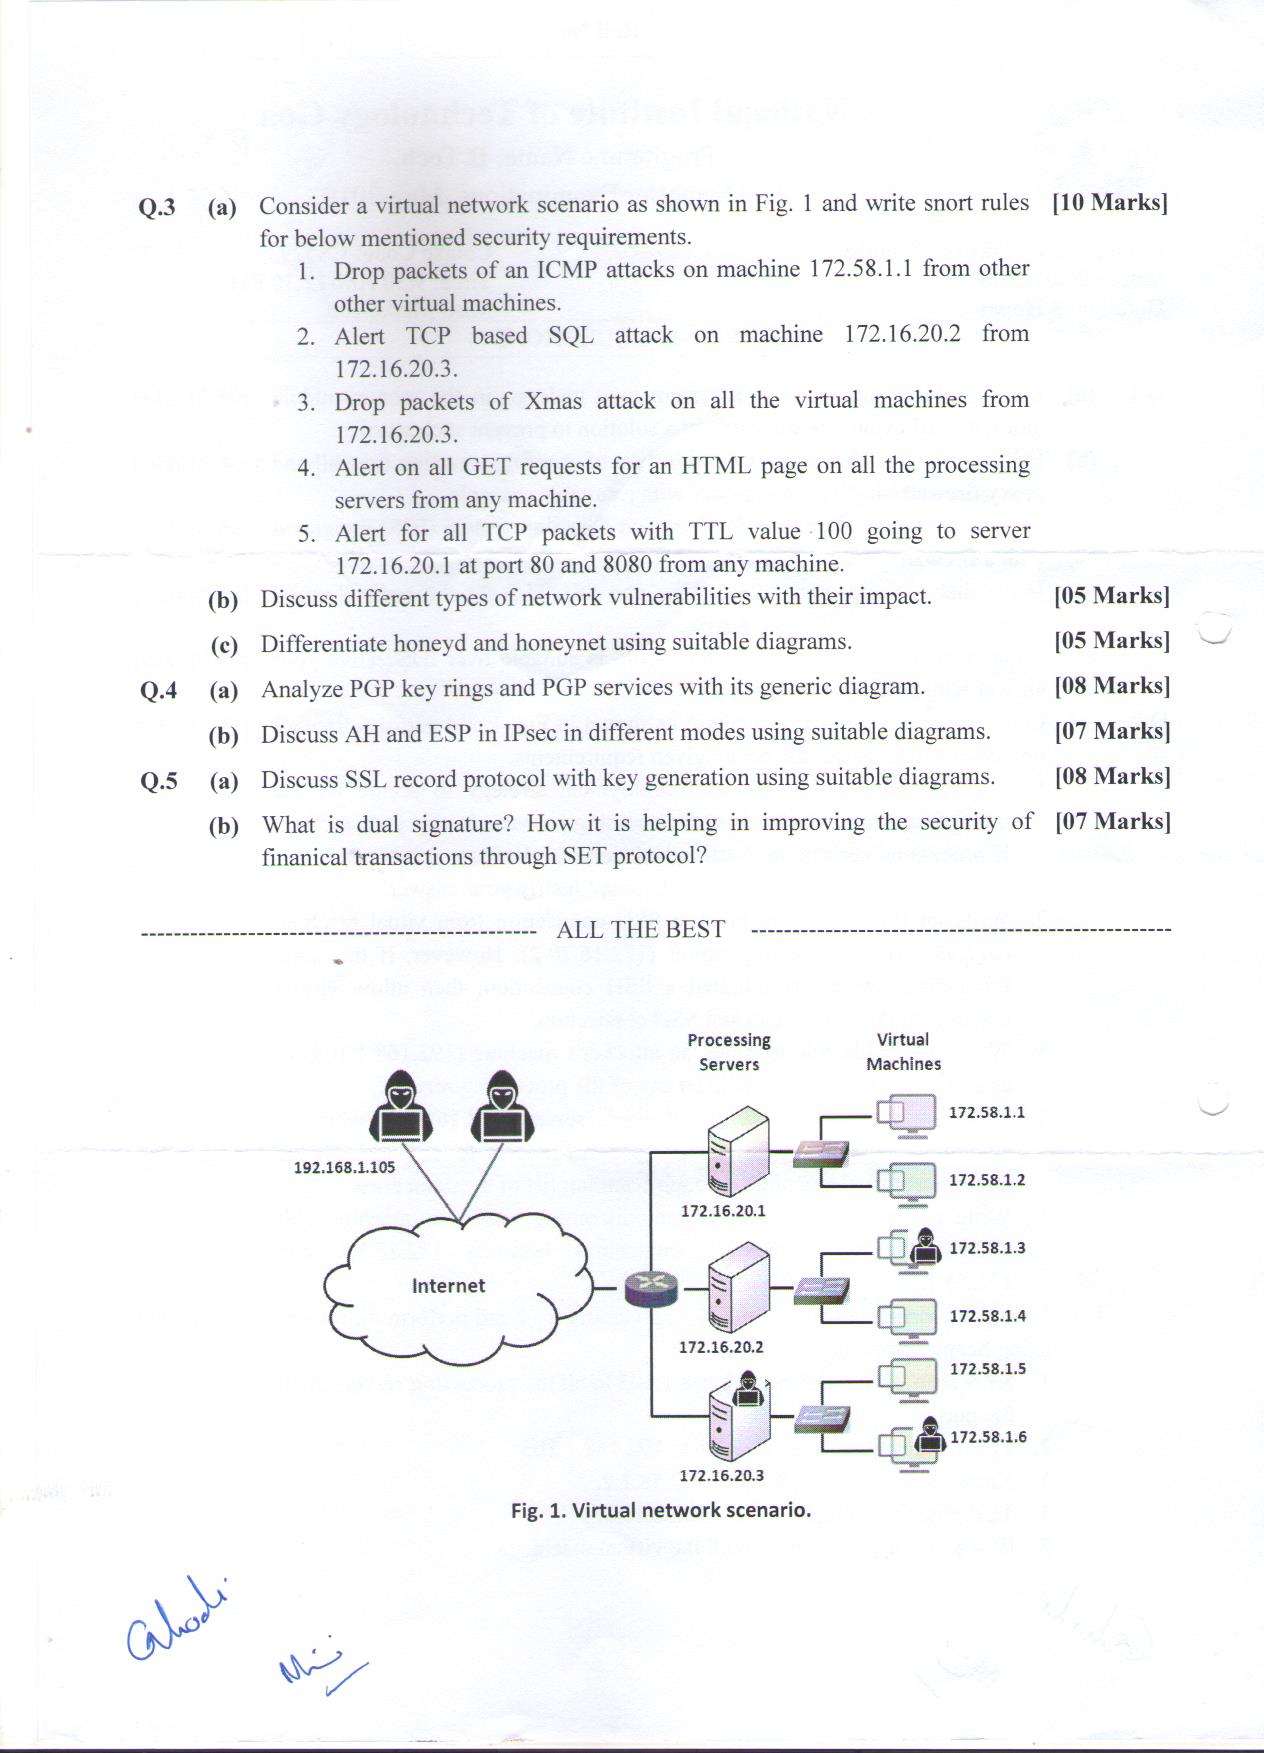 Q.3 (a) Consider a virtual network scenario as shown in Fig. 1 and write snort rules [10 Marks]
for below mentioned security requirements.
1. Drop packets of an ICMP attacks on machine 172.58.1.1 from other
other virtual machines.
2. Alert TCP based SQL attack on machine 172.16.20.2 from
172.16.20.3.
3. Drop packets of Xmas attack on all the virtual machines from
172.16.20.3.
4. Alert on all GET requests for an HTML page on all the processing
servers from any machine.
5. Alert for all TCP packets with TTL value 100 going to server
172.16.20.1 at port 80 and 8080 from any machine.
(b) Discuss different types of network vulnerabilities with their impact. [05 Marks]
(c) Differentiate honeyd and honeynet using suitable diagrams. [05 Marks]
Q.4 (a) Analyze PGP key rings and PGP services with its generic diagram. [08 Marks]
(b) Discuss AH and ESP in IPsec in different modes using suitable diagrams. [07 Marks]
Q.5 (a) Discuss SSL record protocol with key generation using suitable diagrams. [08 Marks]
(b) What is dual signature? How it is helping in improving the security of [07 Marks]
finanical transactions through SET protocol?
------------------------------------------- ALL THE BEST ---------------------------------------------------
Processing
Servers
Virtual
Machines
172.58.1.1
192.168.1.105
172.58.1.2
172.16.20.1
172.58.1.3
Internet
172.58.1.4
172.16.20.2
172.58.1.5
172.58.1.6
172.16.20.3
Fig. 1. Virtual network scenario.